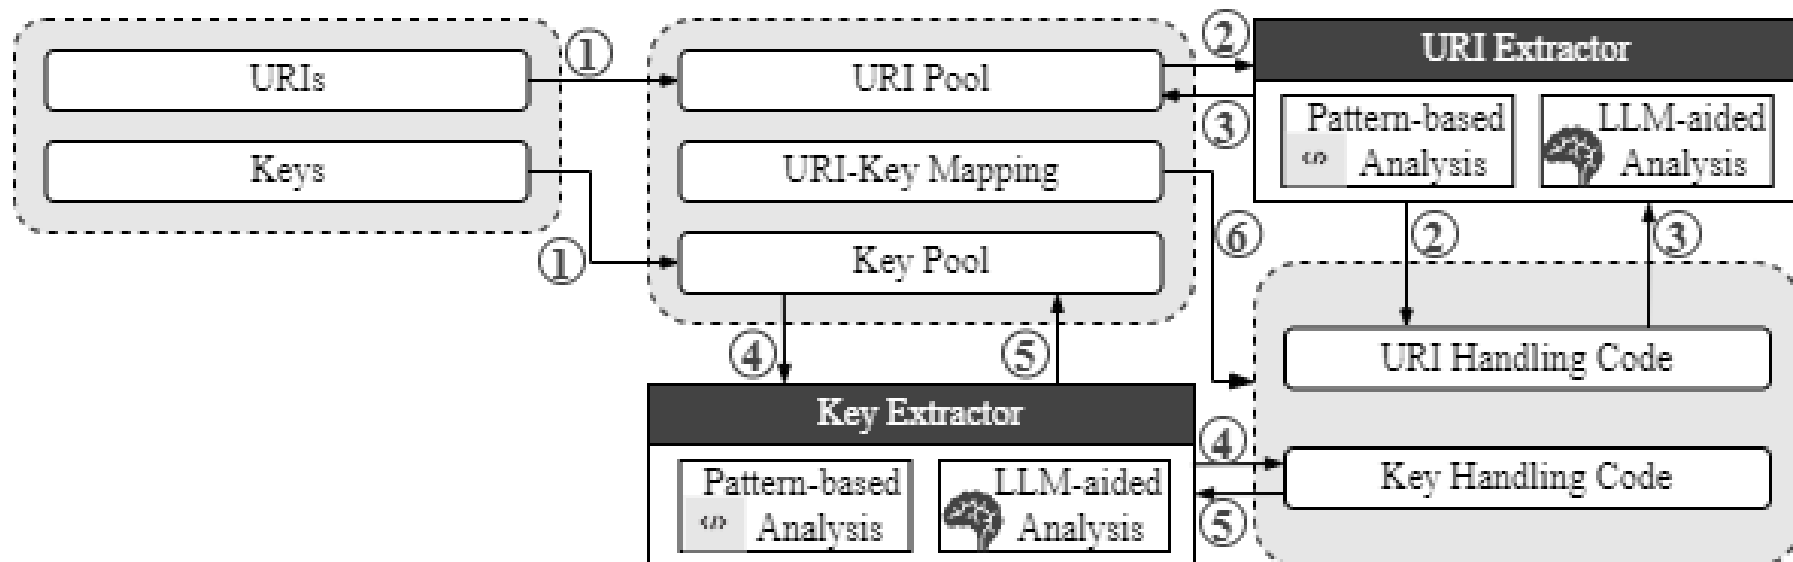 URIs
Keys
①
①
URI Pool
URI-Key Mapping
Key Pool
②
③
URI Extractor
Pattern-based
Analysis
LLM-aided
Analysis
②
③
⑥
④
⑤
Key Extractor
Pattern-based
Analysis
LLM-aided
Analysis
④
⑤
URI Handling Code
Key Handling Code